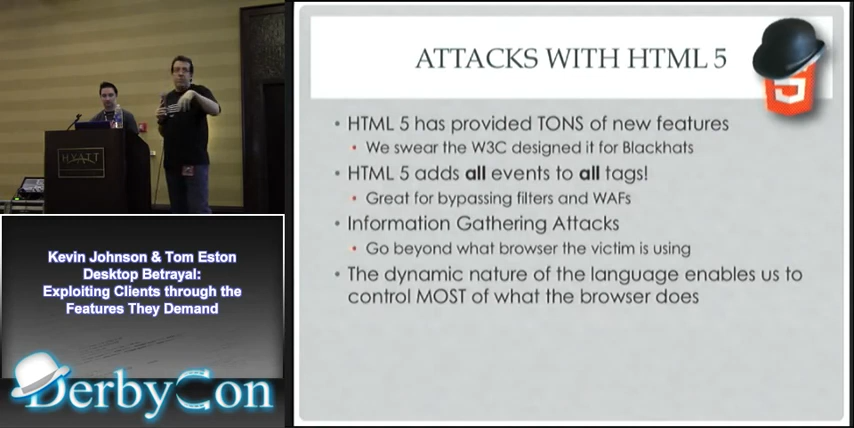 HYATT
Kevin Johnson & Tom Eston
Desktop Betrayal:
Exploiting Clients through the
Features They Demand
DerbyCon
ATTACKS WITH HTML 5
5
• HTML 5 has provided TONS of new features
• We swear the W3C designed it for Blackhats
• HTML 5 adds all events to all tags!
• Great for bypassing filters and WAFs
• Information Gathering Attacks
• Go beyond what browser the victim is using
• The dynamic nature of the language enables us to
control MOST of what the browser does